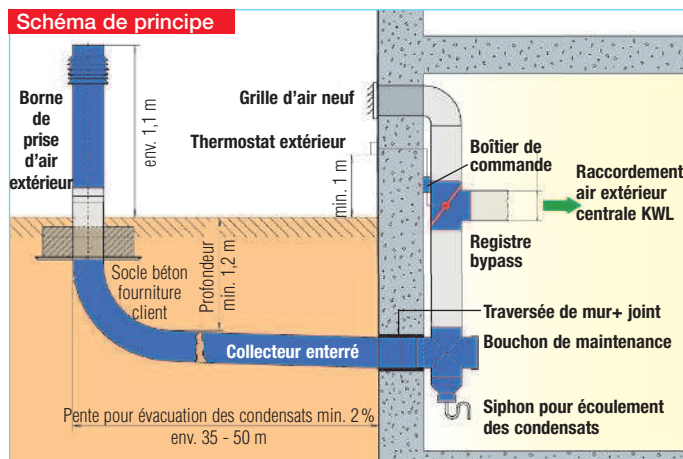 Schéma de principe
Borne
de
prise
d'air
extérieur
env. 1,1 m
Grille d'air neuf
Thermostat extérieur
min. 1 m
Boîtier de
commande
Raccordement
air extérieur
centrale KWL
Registre
bypass
Socle béton
fourniture
client
Profondeur
min. 1,2 m
Traversée de mur+ joint
Collecteur enterré
Bouchon de maintenance
Pente pour évacuation des condensats min. 2 %
env. 35 - 50 m
Siphon pour écoulement
des condensats